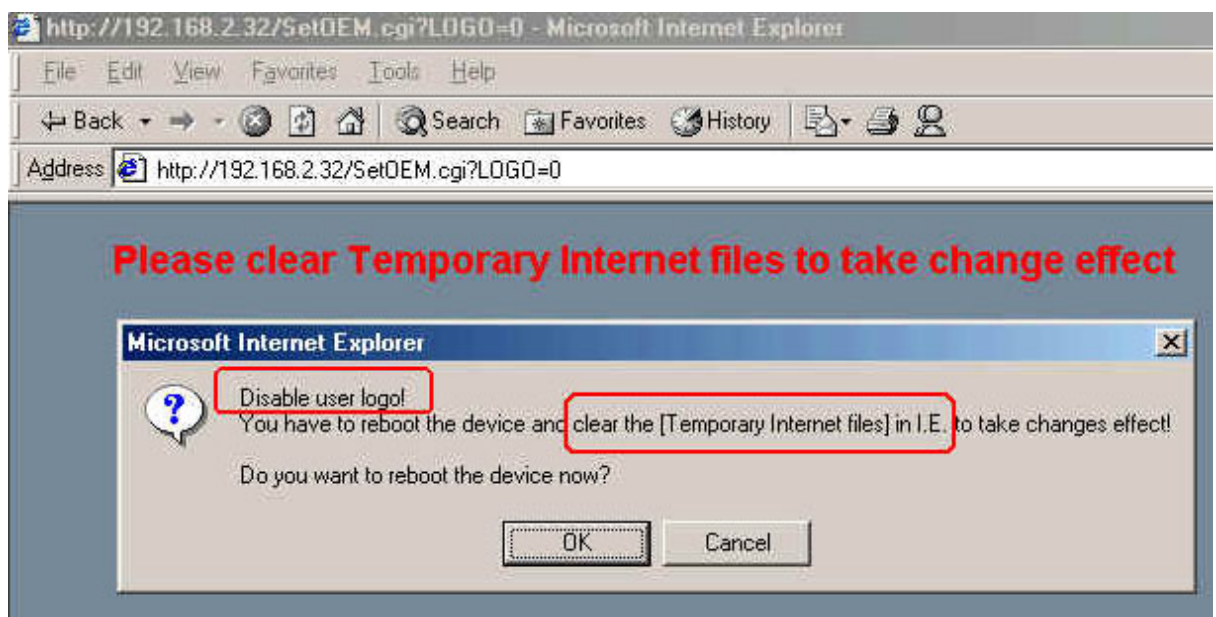 http://192.168.2.32/SetOEM.cgi?LOGO=0 - Microsoft Internet Explorer
File Edit View Favorites Tools Help
Back Search Favorites History
Address http://192.168.2.32/SetOEM.cgi?LOGO=0
Please clear Temporary Internet files to take change effect
Microsoft Internet Explorer
Disable user logo!
You have to reboot the device and clear the [Temporary Internet files] in I.E. to take changes effect!
Do you want to reboot the device now?
OK Cancel